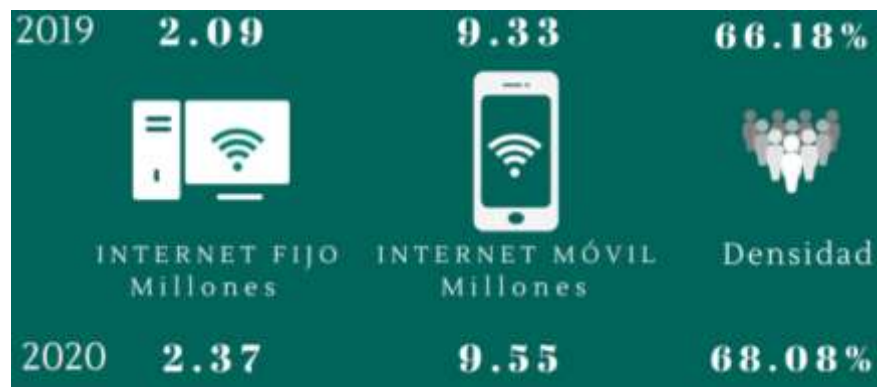 2019 2.09 9.33 66.18%
INTERNET FIJO INTERNET MÓVIL Densidad
Millones Millones
2020 2.37 9.55 68.08%